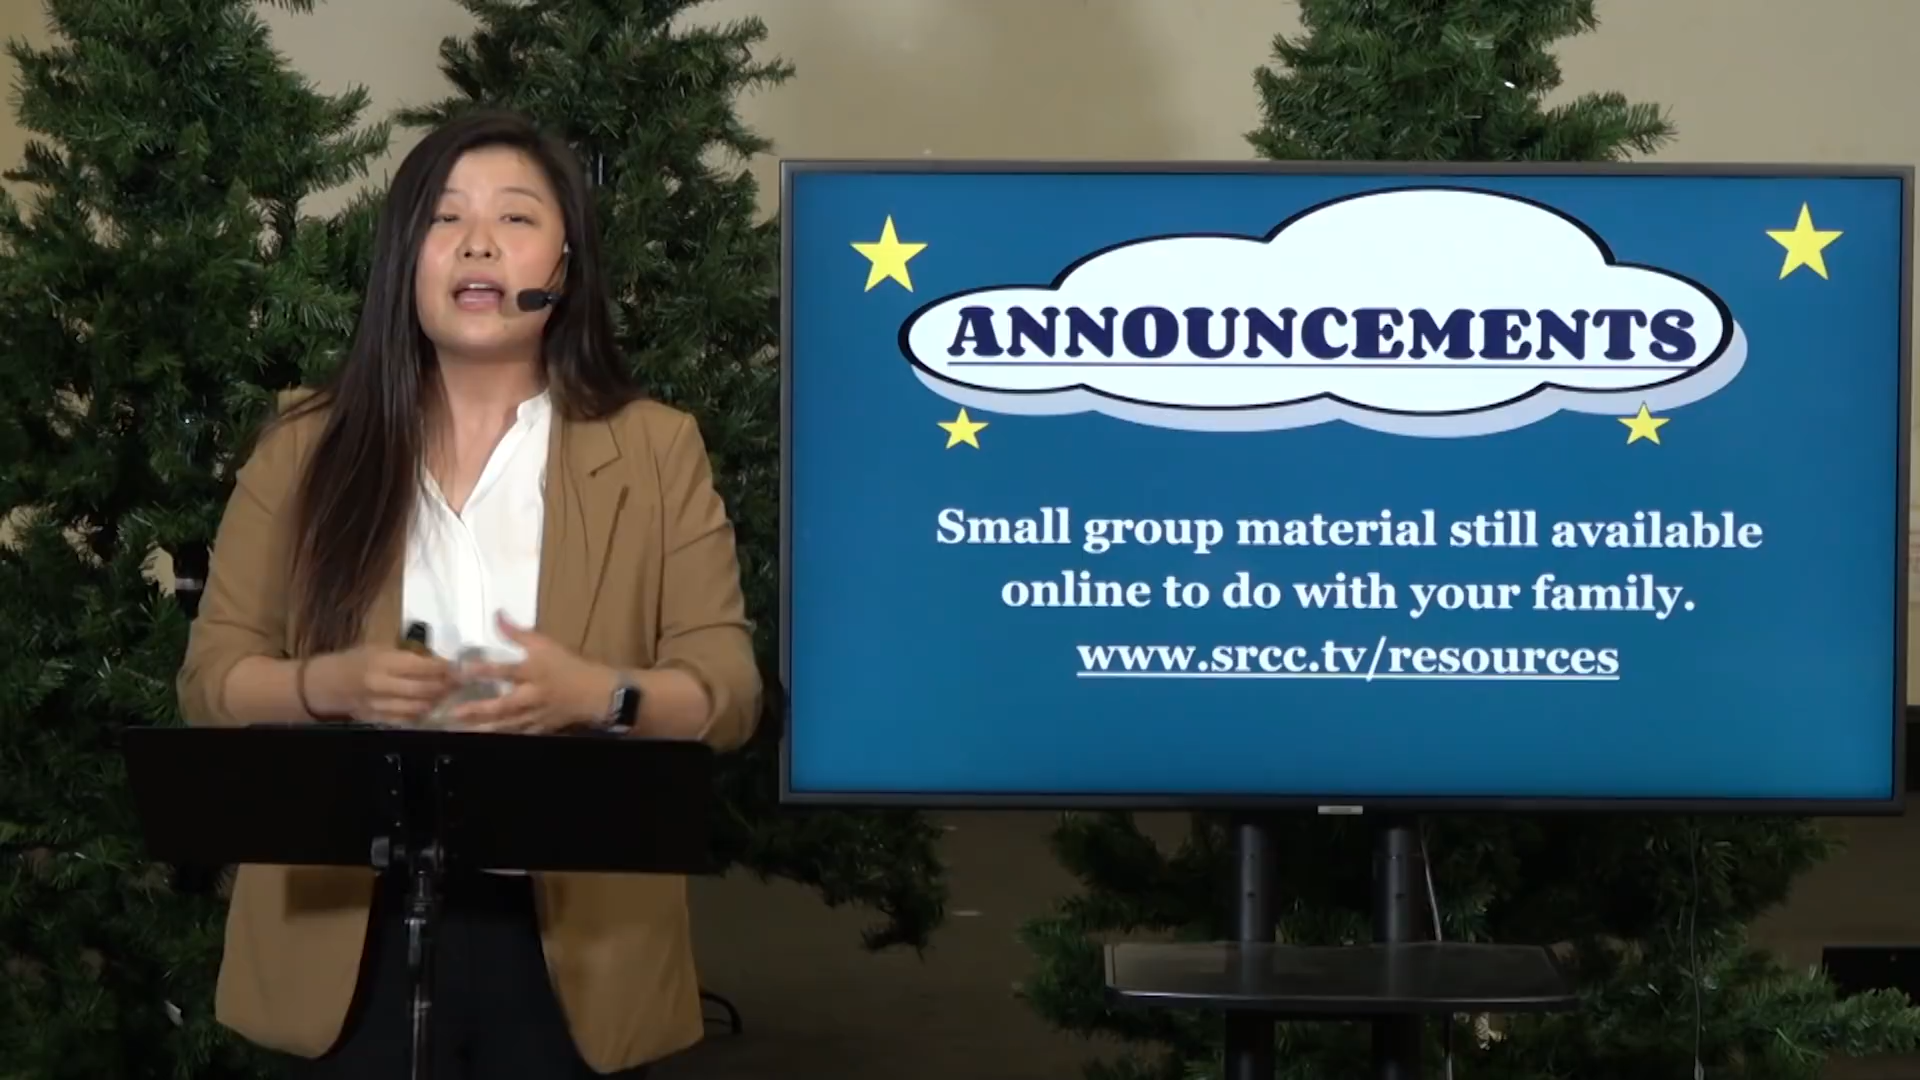 ANNOUNCEMENTS
Small group material still available
online to do with your family.
www.srcc.tv/resources